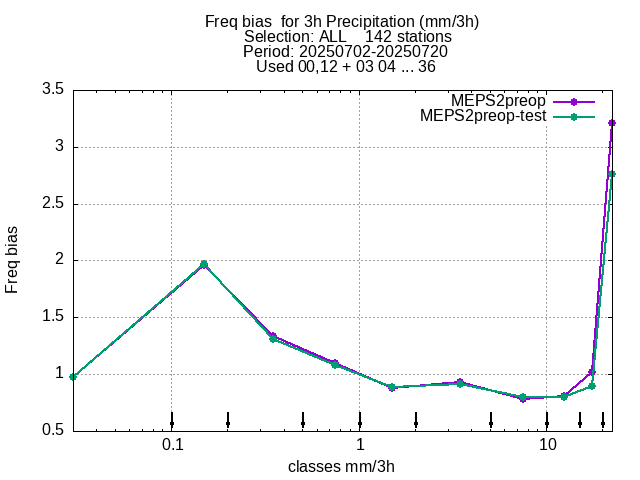 Freq bias  for 3h Precipitation (mm/3h)
Selection: ALL    142 stations
Period: 20250702-20250720
Used 00,12 + 03 04 ... 36
MEPS2preop
MEPS2preop-test
3.5
3
2.5
2
1.5
1
0.5
Freq bias
0.1
1
10
classes mm/3h